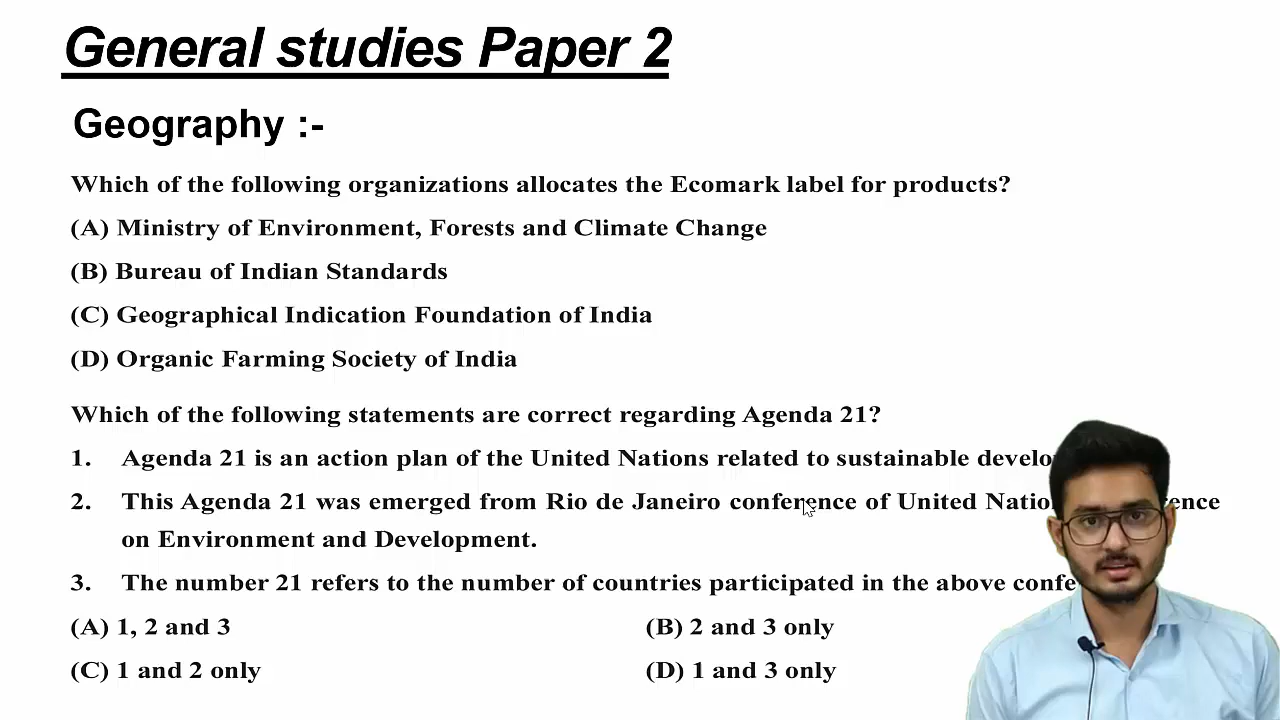 General studies Paper 2
Geography :-
Which of the following organizations allocates the Ecomark label for products?
(A) Ministry of Environment, Forests and Climate Change
(B) Bureau of Indian Standards
(C) Geographical Indication Foundation of India
(D) Organic Farming Society of India
Which of the following statements are correct regarding Agenda 21?
1. Agenda 21 is an action plan of the United Nations related to sustainable
2. This Agenda 21 was emerged from Rio de Janeiro conference of United
on Environment and Development.
3. The number 21 refers to the number of countries participated in the above
(A) 1, 2 and 3 (B) 2 and 3 only
(C) 1 and 2 only (D) 1 and 3 only